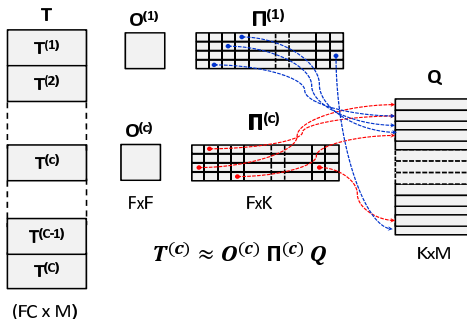 T
O(1)
Π(1)
T(1)
T(2)
Q
O(c)
Π(c)
T(c)
FxF
FxK
T(C-1)
T(C)
T(c) ≈ O(c) Π(c) Q
KxM
(FC x M)